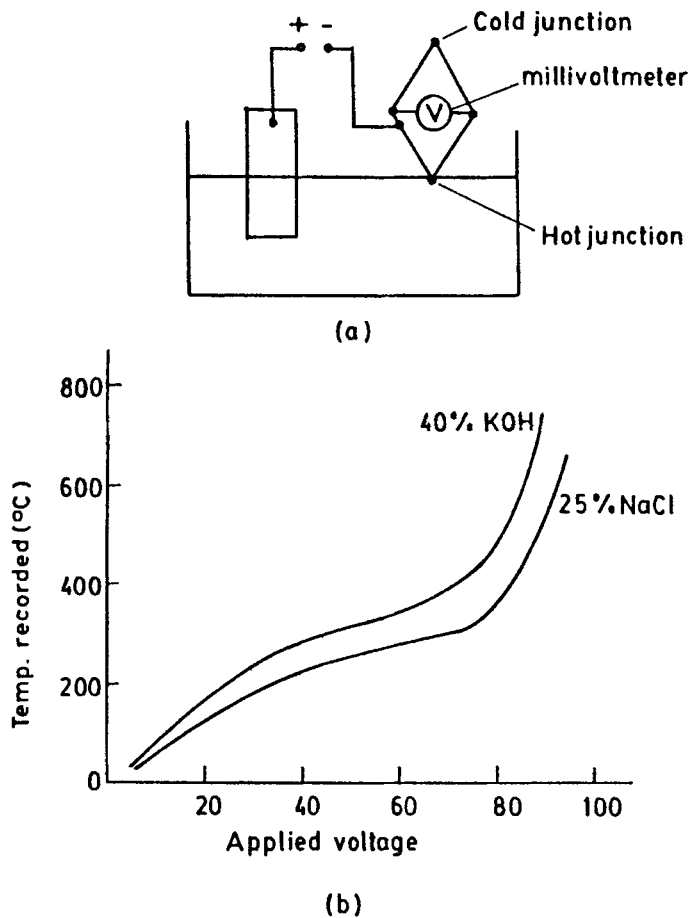 + -
Cold junction
millivoltmeter
V
Hot junction
(a)
800
600
400
200
0
Temp. recorded (°C)
40% KOH
25% NaCl
20 40 60 80 100
Applied voltage
(b)